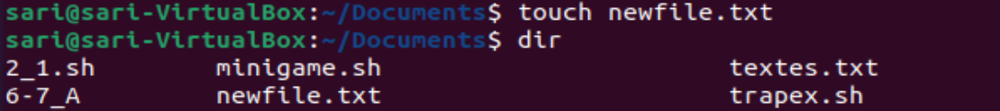 sari@sari-VirtualBox:~/Documents$ touch newfile.txt
sari@sari-VirtualBox:~/Documents$ dir
2_1.sh minigame.sh textes.txt
6-7_A newfile.txt trapex.sh